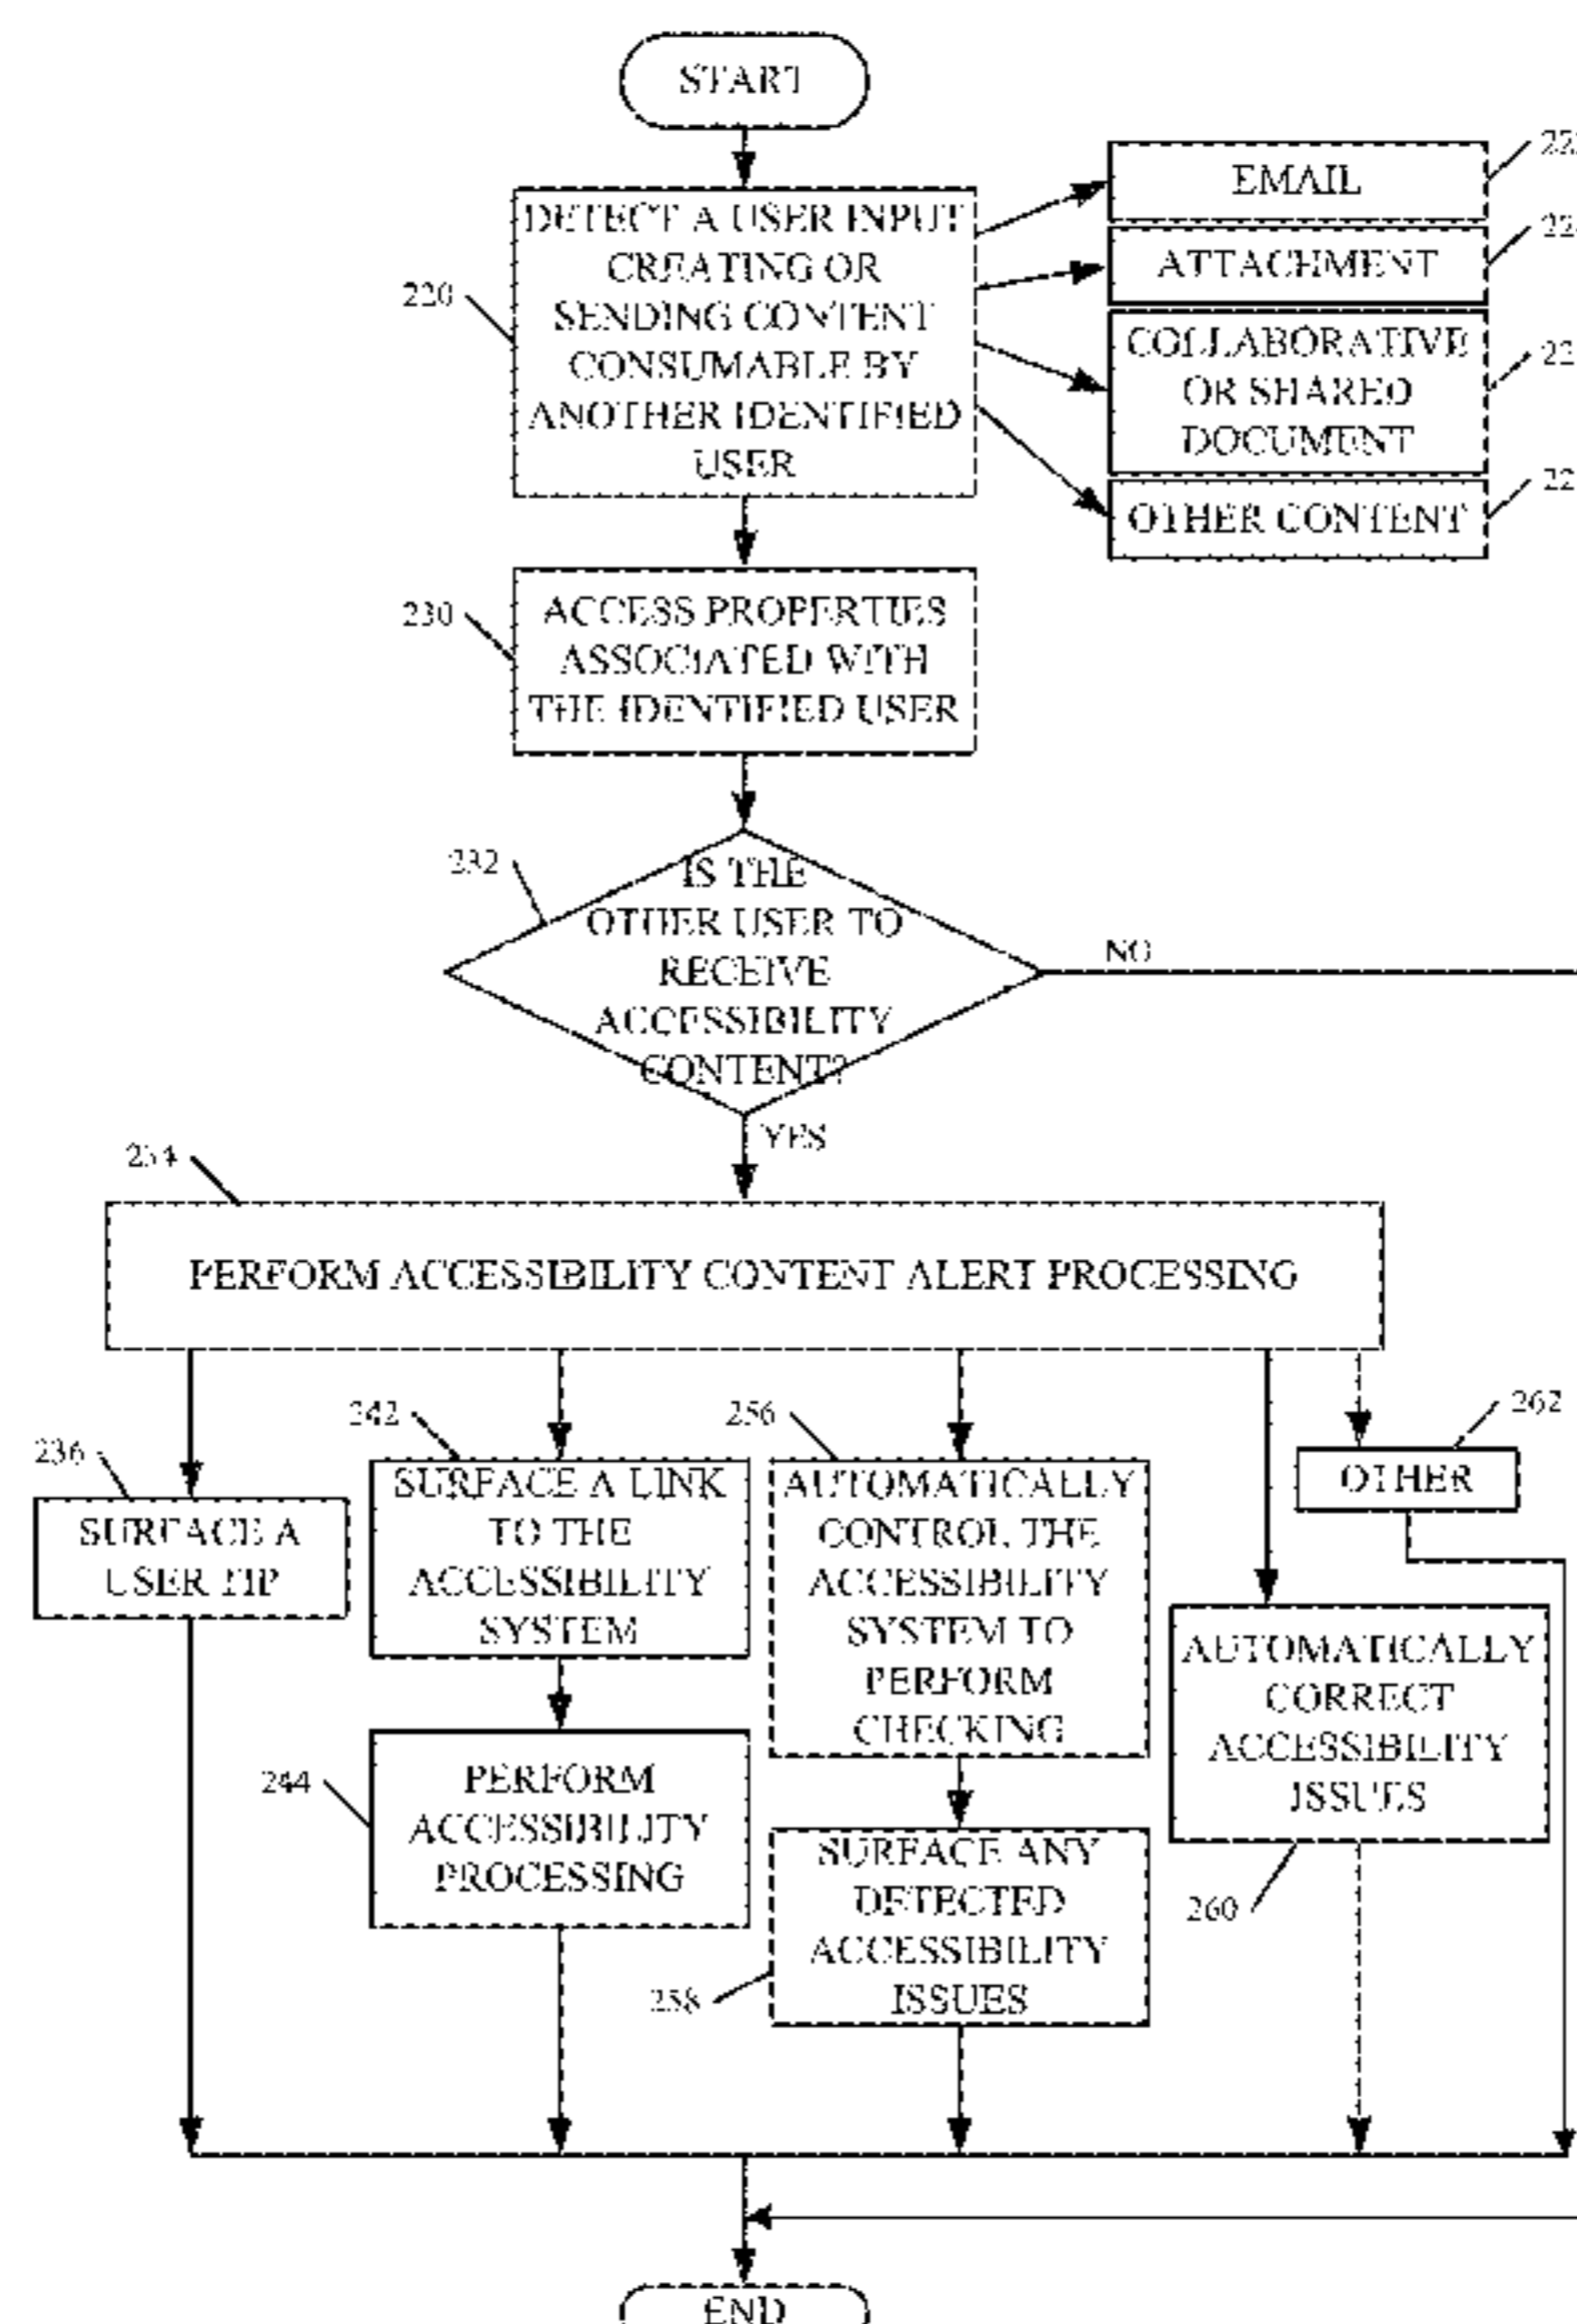 START
DETECT A USER INPUT
CREATING OR
SENDING CONTENT
CONSUMABLE BY
ANOTHER IDENTIFIED
USER
220
EMAIL
ATTACHMENT
COLLABORATIVE
OR SHARED
DOCUMENT
OTHER CONTENT
230
ACCESS PROPERTIES
ASSOCIATED WITH
THE IDENTIFIED USER
232
IS THE
OTHER USER TO
RECEIVE
ACCESSIBILITY
CONTENT?
NO
YES
234
PERFORM ACCESSIBILITY CONTENT ALERT PROCESSING
236
SURFACE A
USER TIP
242
SURFACE A LINK
TO THE
ACCESSIBILITY
SYSTEM
244
PERFORM
ACCESSIBILITY
PROCESSING
256
AUTOMATICALLY
CONTROL THE
ACCESSIBILITY
SYSTEM TO
PERFORM
CHECKING
258
SURFACE ANY
DETECTED
ACCESSIBILITY
ISSUES
262
OTHER
AUTOMATICALLY
CORRECT
ACCESSIBILITY
ISSUES
260
END